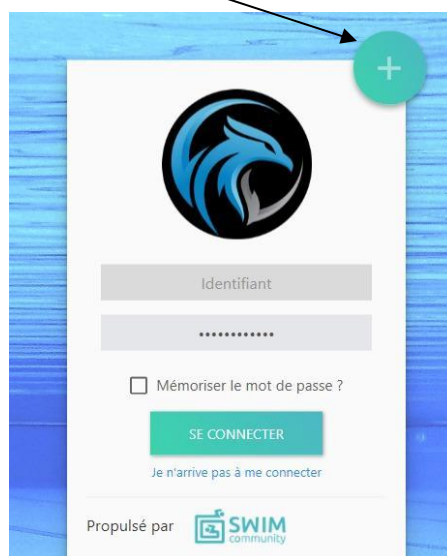 +
Identifiant
••••••••••••
Mémoriser le mot de passe ?
SE CONNECTER
Je n'arrive pas à me connecter
Propulsé par SWIM
community